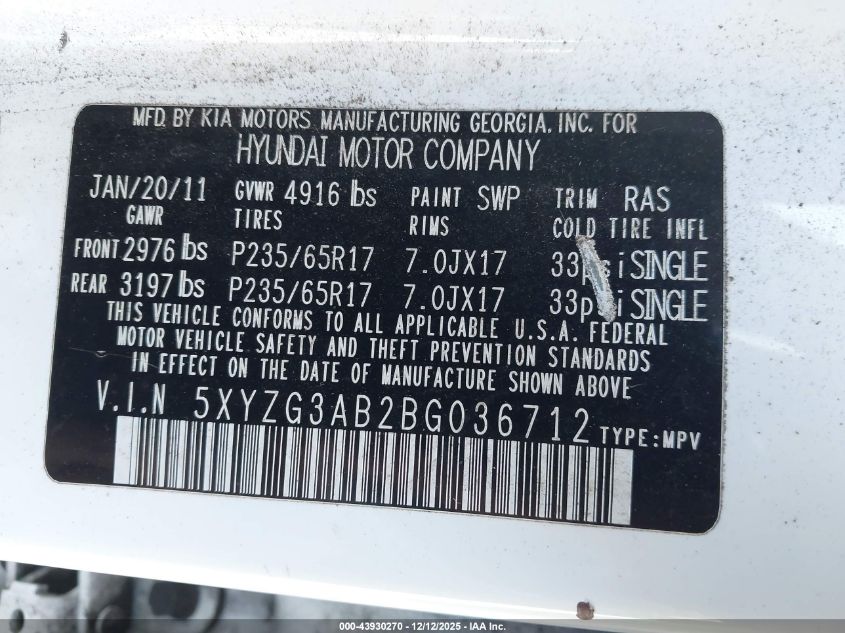 MFD. BY KIA MOTORS MANUFACTURING GEORGIA, INC. FOR
HYUNDAI MOTOR COMPANY
JAN/20/11 GVWR 4916 lbs PAINT SWP TRIM RAS
GAWR TIRES RIMS COLD TIRE INFL
FRONT 2976 lbs P235/65R17 7.0JX17 33psi SINGLE
REAR 3197 lbs P235/65R17 7.0JX17 33psi SINGLE
THIS VEHICLE CONFORMS TO ALL APPLICABLE U.S.A. FEDERAL
MOTOR VEHICLE SAFETY AND THEFT PREVENTION STANDARDS
IN EFFECT ON THE DATE OF MANUFACTURE SHOWN ABOVE
V.I.N 5XYZG3AB2BG036712 TYPE:MPV
000-43930270 - 12/12/2025 - IAA Inc.